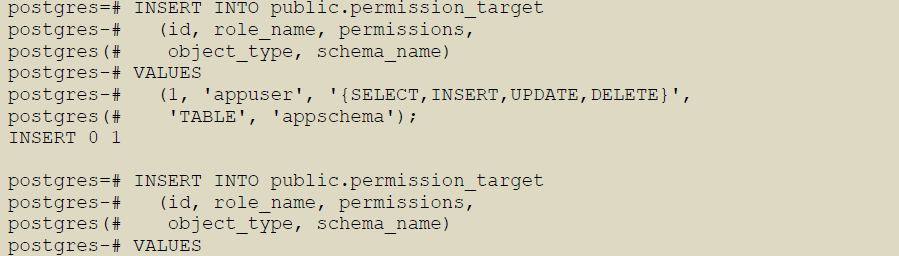 postgres=# INSERT INTO public.permission_target
postgres-#   (id, role_name, permissions,
postgres(#    object_type, schema_name)
postgres-# VALUES
postgres-#   (1, 'appuser', '{SELECT,INSERT,UPDATE,DELETE}',
postgres(#    'TABLE', 'appschema');
INSERT 0 1

postgres=# INSERT INTO public.permission_target
postgres-#   (id, role_name, permissions,
postgres(#    object_type, schema_name)
postgres-# VALUES